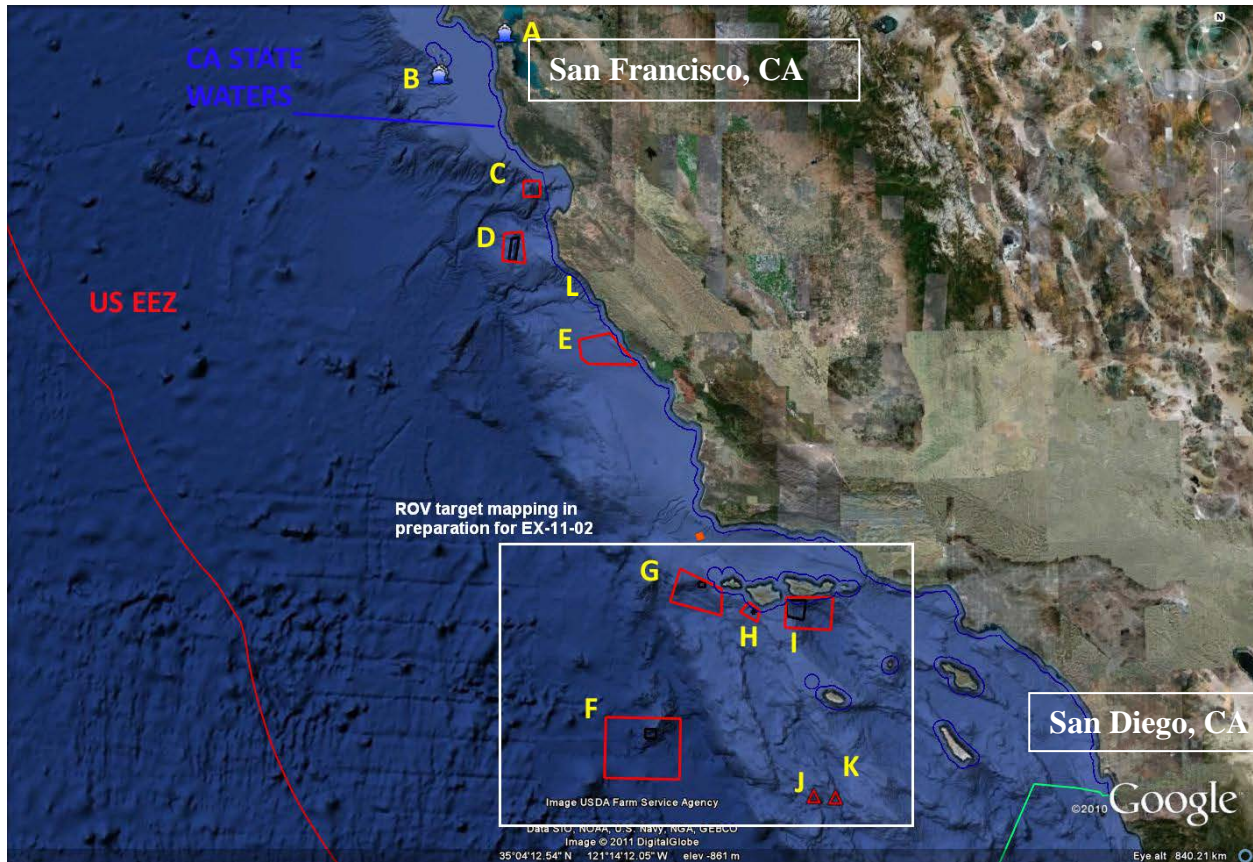 N
A
San Francisco, CA
CA STATE
WATERS
B
C
D
L
US EEZ
E
ROV target mapping in
preparation for EX-11-02
G
H
I
F
San Diego, CA
J
K
Image USDA Farm Service Agency
©2010 Google
Data SIO, NOAA, U.S. Navy, NGA, GEBCO
Image © 2011 DigitalGlobe
35°04'12.54" N 121°14'12.05" W elev -861 m
Eye alt 840.21 km